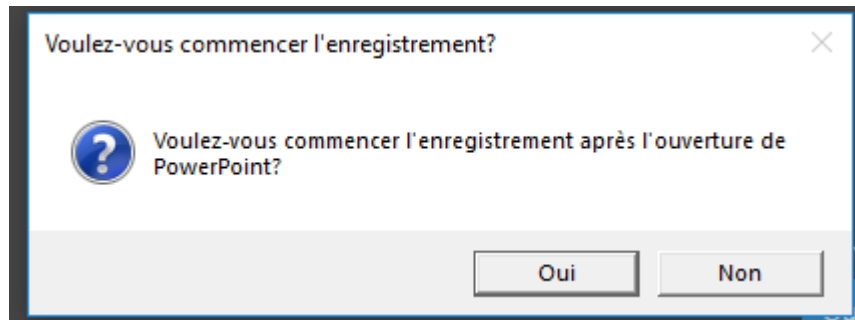 Voulez-vous commencer l'enregistrement?
Voulez-vous commencer l'enregistrement après l'ouverture de
PowerPoint?
Oui
Non